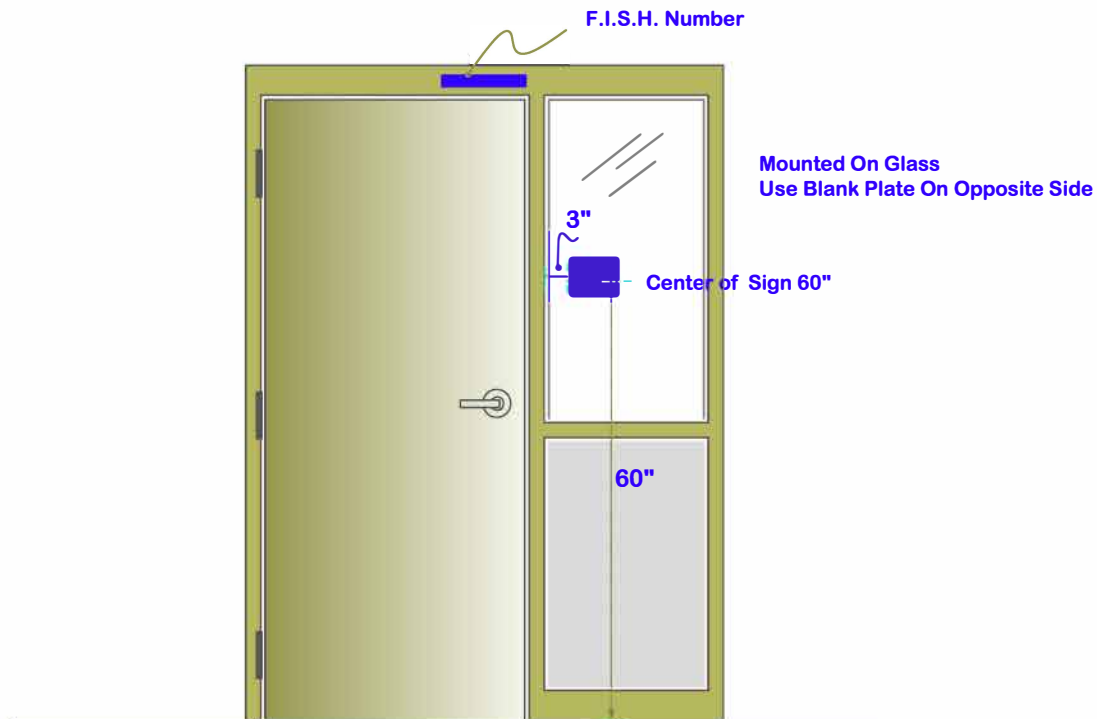 F.I.S.H. Number
Mounted On Glass
Use Blank Plate On Opposite Side
3"
Center of Sign 60"
60"